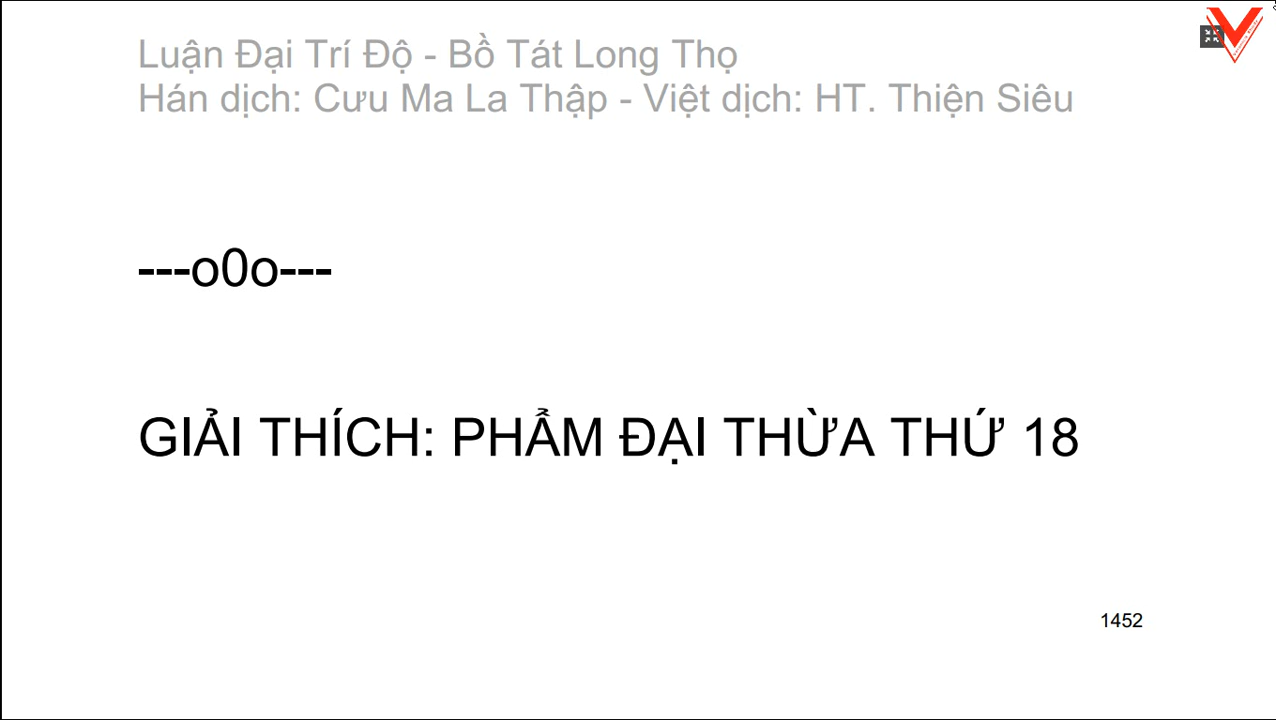 Luận Đại Trí Độ - Bồ Tát Long Thọ
Hán dịch: Cưu Ma La Thập - Việt dịch: HT. Thiện Siêu
---o0o---
GIẢI THÍCH: PHẨM ĐẠI THỪA THỨ 18
1452